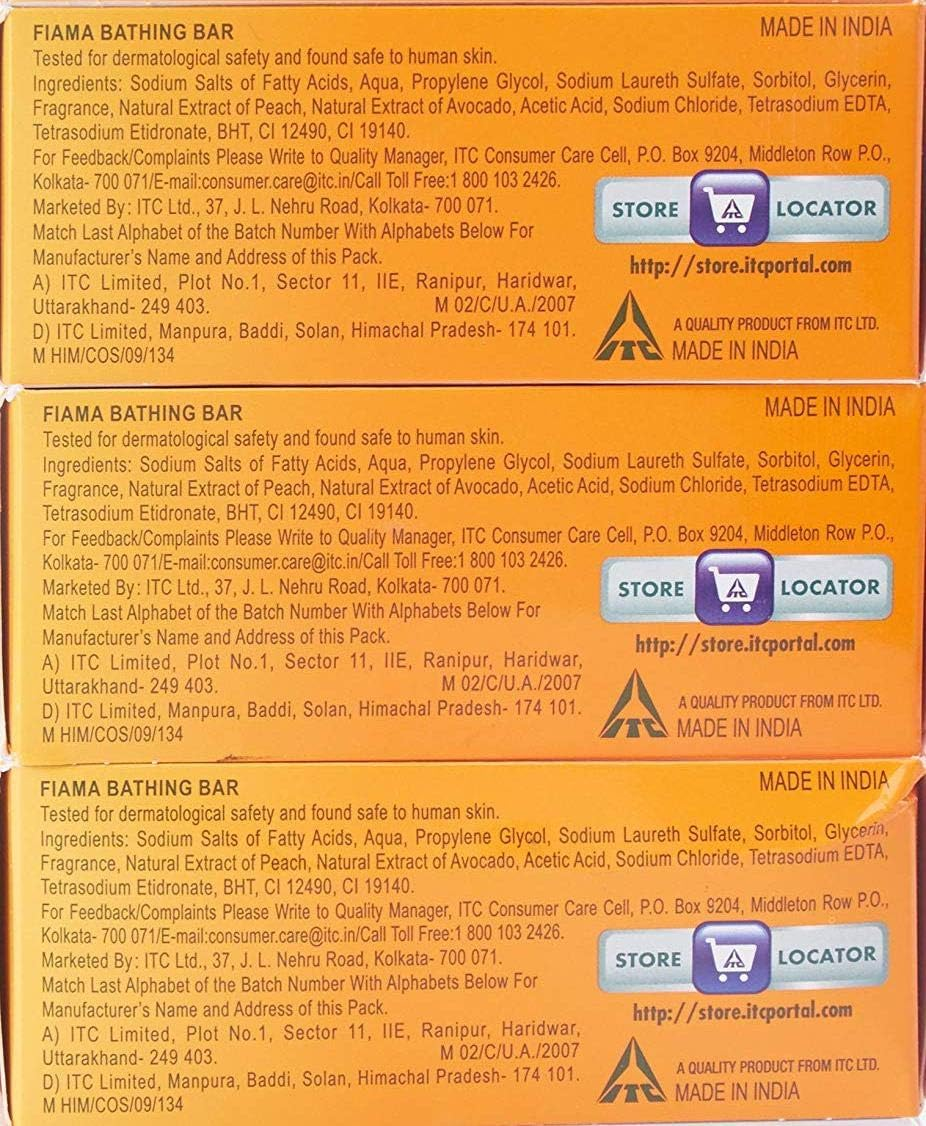 FIAMA BATHING BAR
MADE IN INDIA
Tested for dermatological safety and found safe to human skin.
Ingredients: Sodium Salts of Fatty Acids, Aqua, Propylene Glycol, Sodium Laureth Sulfate, Sorbitol, Glycerin,
Fragrance, Natural Extract of Peach, Natural Extract of Avocado, Acetic Acid, Sodium Chloride, Tetrasodium EDTA,
Tetrasodium Etidronate, BHT, CI 12490, CI 19140.
For Feedback/Complaints Please Write to Quality Manager, ITC Consumer Care Cell, P.O. Box 9204, Middleton Row P.O.,
Kolkata- 700 071/E-mail:consumer.care@itc.in/Call Toll Free:1 800 103 2426.
Marketed By: ITC Ltd., 37, J. L. Nehru Road, Kolkata- 700 071.
Match Last Alphabet of the Batch Number With Alphabets Below For
Manufacturer's Name and Address of this Pack.
A) ITC Limited, Plot No.1, Sector 11, IIE, Ranipur, Haridwar,
Uttarakhand- 249 403. M 02/C/U.A./2007
D) ITC Limited, Manpura, Baddi, Solan, Himachal Pradesh- 174 101.
M HIM/COS/09/134
STORE LOCATOR
http://store.itcportal.com
ITC
A QUALITY PRODUCT FROM ITC LTD.
MADE IN INDIA
FIAMA BATHING BAR
MADE IN INDIA
Tested for dermatological safety and found safe to human skin.
Ingredients: Sodium Salts of Fatty Acids, Aqua, Propylene Glycol, Sodium Laureth Sulfate, Sorbitol, Glycerin,
Fragrance, Natural Extract of Peach, Natural Extract of Avocado, Acetic Acid, Sodium Chloride, Tetrasodium EDTA,
Tetrasodium Etidronate, BHT, CI 12490, CI 19140.
For Feedback/Complaints Please Write to Quality Manager, ITC Consumer Care Cell, P.O. Box 9204, Middleton Row P.O.,
Kolkata- 700 071/E-mail:consumer.care@itc.in/Call Toll Free:1 800 103 2426.
Marketed By: ITC Ltd., 37, J. L. Nehru Road, Kolkata- 700 071.
Match Last Alphabet of the Batch Number With Alphabets Below For
Manufacturer's Name and Address of this Pack.
A) ITC Limited, Plot No.1, Sector 11, IIE, Ranipur, Haridwar,
Uttarakhand- 249 403. M 02/C/U.A./2007
D) ITC Limited, Manpura, Baddi, Solan, Himachal Pradesh- 174 101.
M HIM/COS/09/134
STORE LOCATOR
http://store.itcportal.com
ITC
A QUALITY PRODUCT FROM ITC LTD.
MADE IN INDIA
FIAMA BATHING BAR
MADE IN INDIA
Tested for dermatological safety and found safe to human skin.
Ingredients: Sodium Salts of Fatty Acids, Aqua, Propylene Glycol, Sodium Laureth Sulfate, Sorbitol, Glycerin,
Fragrance, Natural Extract of Peach, Natural Extract of Avocado, Acetic Acid, Sodium Chloride, Tetrasodium EDTA,
Tetrasodium Etidronate, BHT, CI 12490, CI 19140.
For Feedback/Complaints Please Write to Quality Manager, ITC Consumer Care Cell, P.O. Box 9204, Middleton Row P.O.,
Kolkata- 700 071/E-mail:consumer.care@itc.in/Call Toll Free:1 800 103 2426.
Marketed By: ITC Ltd., 37, J. L. Nehru Road, Kolkata- 700 071.
Match Last Alphabet of the Batch Number With Alphabets Below For
Manufacturer's Name and Address of this Pack.
A) ITC Limited, Plot No.1, Sector 11, IIE, Ranipur, Haridwar,
Uttarakhand- 249 403. M 02/C/U.A./2007
D) ITC Limited, Manpura, Baddi, Solan, Himachal Pradesh- 174 101.
M HIM/COS/09/134
STORE LOCATOR
http://store.itcportal.com
ITC
A QUALITY PRODUCT FROM ITC LTD.
MADE IN INDIA